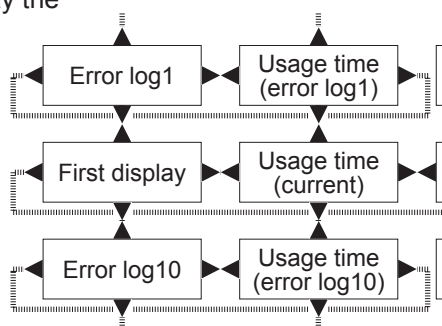 the
Error log1
Usage time
(error log1)
First display
Usage time
(current)
Error log10
Usage time
(error log10)